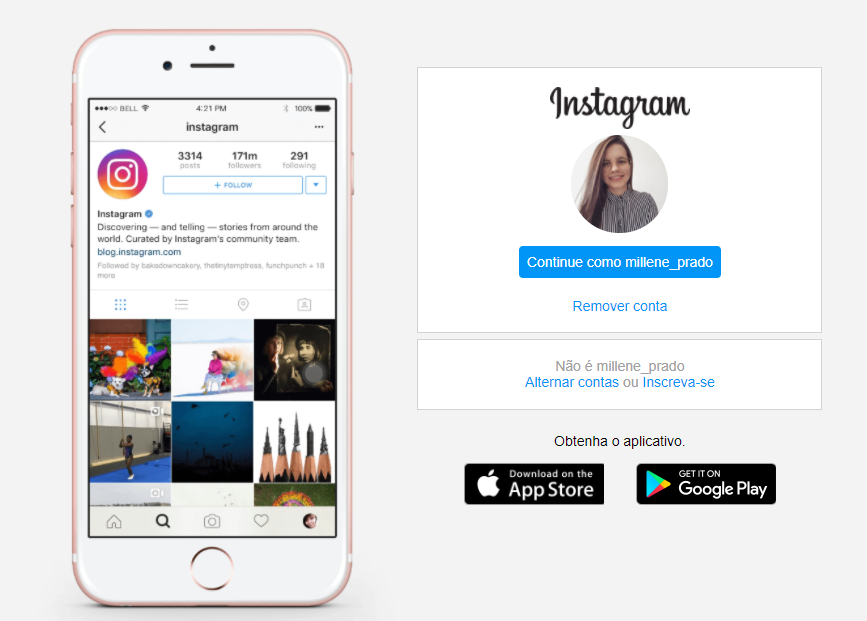 ●●●○○ BELL 4:21 PM 100%
instagram
3314 171m 291
posts followers following
+ FOLLOW
Instagram
Discovering — and telling — stories from around the
world. Curated by Instagram's community team.
blog.instagram.com
Followed by bakedowncakery, thetinytemptress, funchpunch + 18
more
Instagram
Continue como millene_prado
Remover conta
Não é millene_prado
Alternar contas ou Inscreva-se
Obtenha o aplicativo.
Download on the
App Store
GET IT ON
Google Play